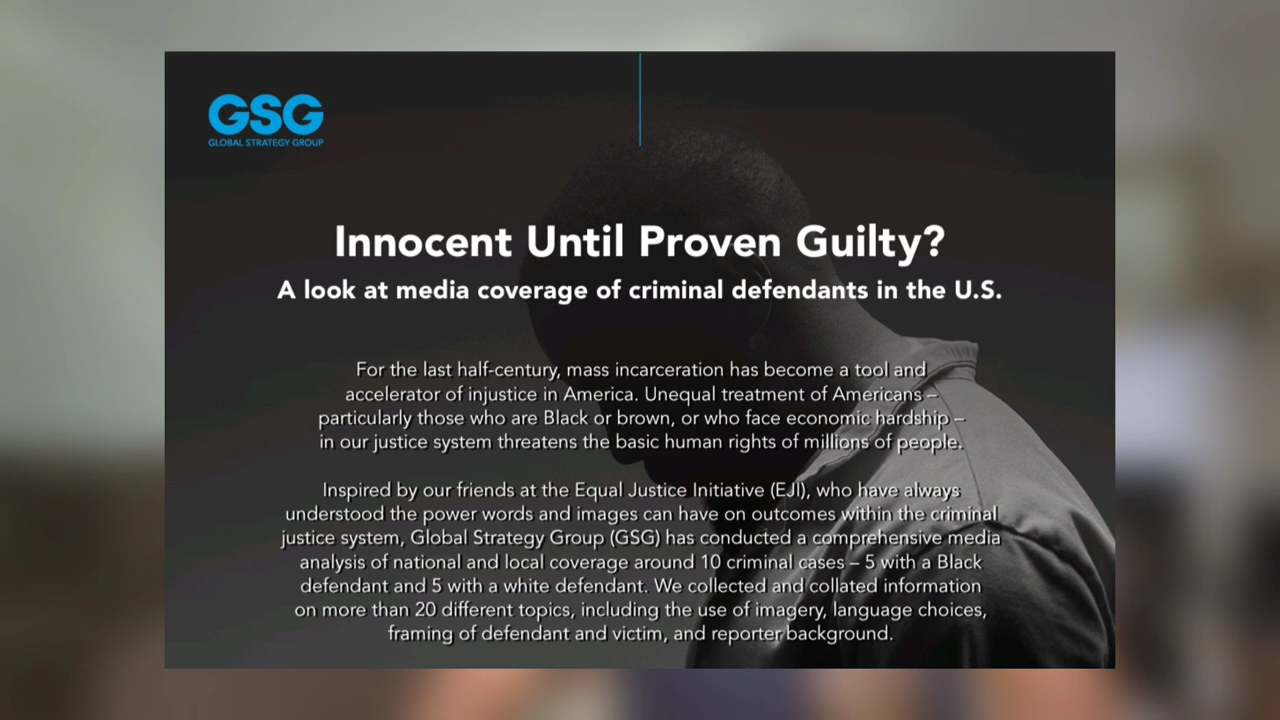 GSG
GLOBAL STRATEGY GROUP
Innocent Until Proven Guilty?
A look at media coverage of criminal defendants in the U.S.
For the last half-century, mass incarceration has become a tool and
accelerator of injustice in America. Unequal treatment of Americans –
particularly those who are Black or brown, or who face economic hardship –
in our justice system threatens the basic human rights of millions of people.
Inspired by our friends at the Equal Justice Initiative (EJI), who have always
understood the power words and images can have on outcomes within the criminal
justice system, Global Strategy Group (GSG) has conducted a comprehensive media
analysis of national and local coverage around 10 criminal cases – 5 with a Black
defendant and 5 with a white defendant. We collected and collated information
on more than 20 different topics, including the use of imagery, language choices,
framing of defendant and victim, and reporter background.